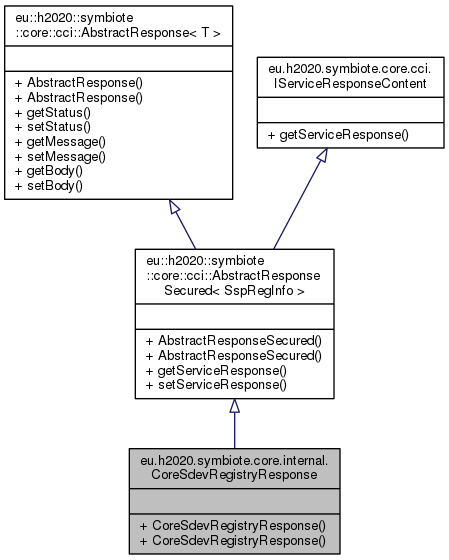 eu::h2020::symbiote
::core::cci::AbstractResponse< T >
+ AbstractResponse()
+ AbstractResponse()
+ getStatus()
+ setStatus()
+ getMessage()
+ setMessage()
+ getBody()
+ setBody()
eu.h2020.symbiote.core.cci.
IServiceResponseContent
+ getServiceResponse()
eu::h2020::symbiote
::core::cci::AbstractResponse
Secured< SspRegInfo >
+ AbstractResponseSecured()
+ AbstractResponseSecured()
+ getServiceResponse()
+ setServiceResponse()
eu.h2020.symbiote.core.internal.
CoreSdevRegistryResponse
+ CoreSdevRegistryResponse()
+ CoreSdevRegistryResponse()